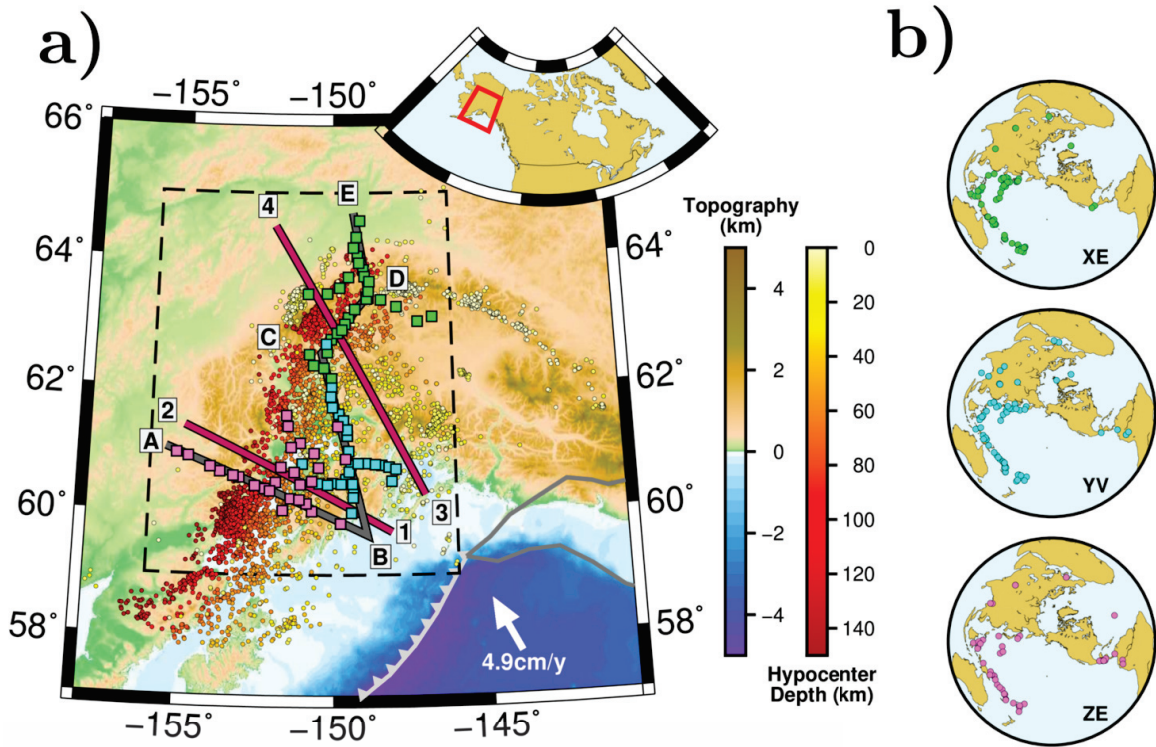 a)
b)
−155°
−150°
66°
4
E
64°
64°
D
C
62°
62°
2
A
60°
60°
3
1
B
58°
58°
4.9cm/y
−155°
−150°
−145°
Topography
(km)
4
2
0
−2
−4
0
20
40
60
80
100
120
140
Hypocenter
Depth (km)
XE
YV
ZE